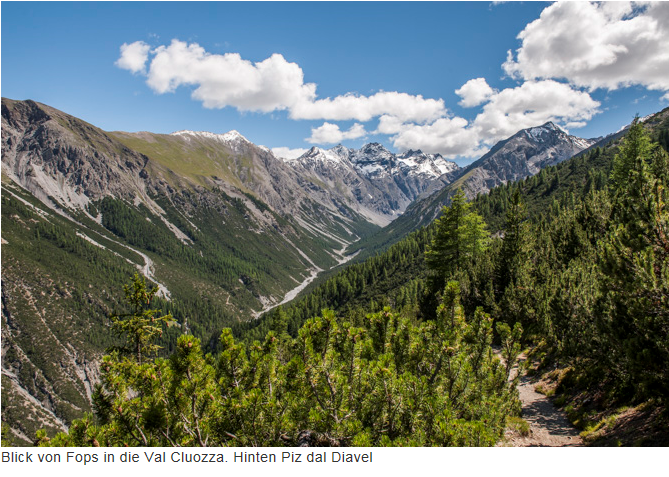 Blick von Fops in die Val Cluozza. Hinten Piz dal Diavel